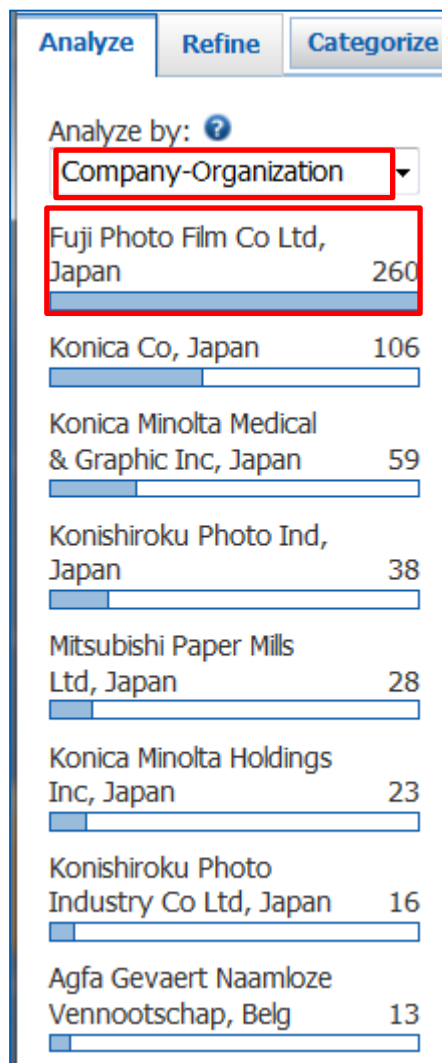 Analyze Refine Categorize
Analyze by: ?
Company-Organization
Fuji Photo Film Co Ltd,
Japan 260
Konica Co, Japan 106
Konica Minolta Medical
& Graphic Inc, Japan 59
Konishiroku Photo Ind,
Japan 38
Mitsubishi Paper Mills
Ltd, Japan 28
Konica Minolta Holdings
Inc, Japan 23
Konishiroku Photo
Industry Co Ltd, Japan 16
Agfa Gevaert Naamloze
Vennootschap, Belg 13